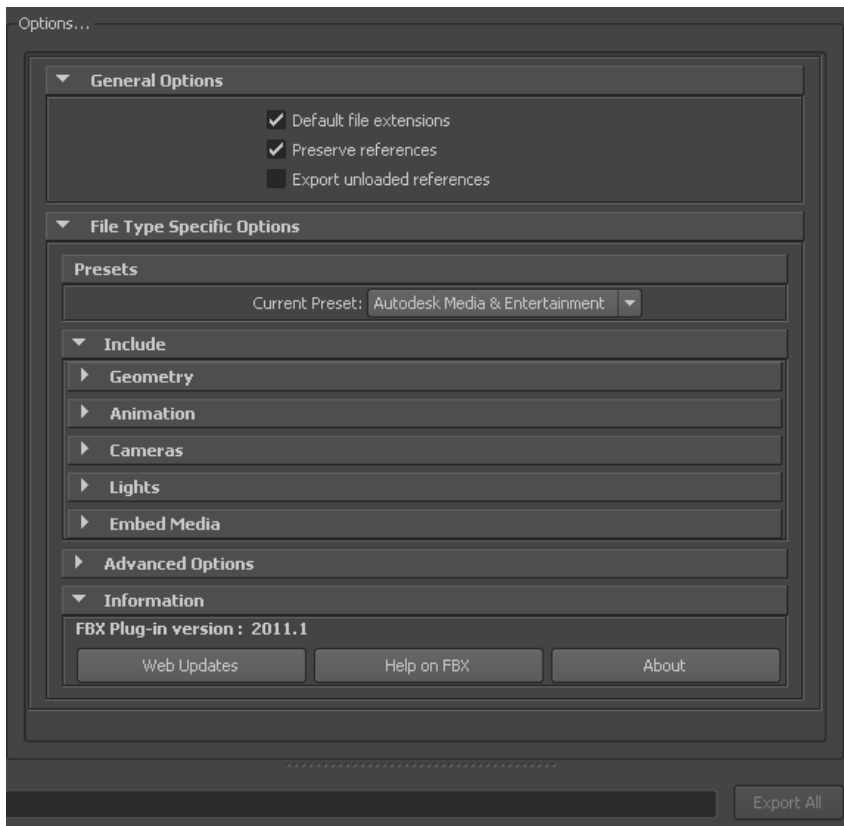 Options...
General Options
Default file extensions
Preserve references
Export unloaded references
File Type Specific Options
Presets
Current Preset: Autodesk Media & Entertainment
Include
Geometry
Animation
Cameras
Lights
Embed Media
Advanced Options
Information
FBX Plug-in version : 2011.1
Web Updates Help on FBX About
Export All